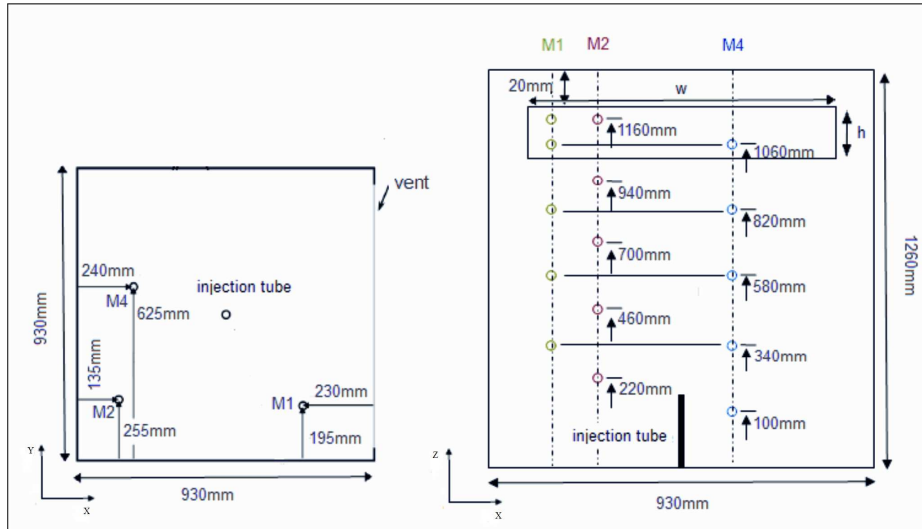 vent
240mm
injection tube
M4
625mm
930mm
135mm
230mm
M2
M1
255mm
195mm
Y
X
930mm
M1 M2 M4
20mm
w
1160mm
h
1060mm
940mm
820mm
700mm
1260mm
580mm
460mm
340mm
220mm
100mm
injection tube
Z
X
930mm